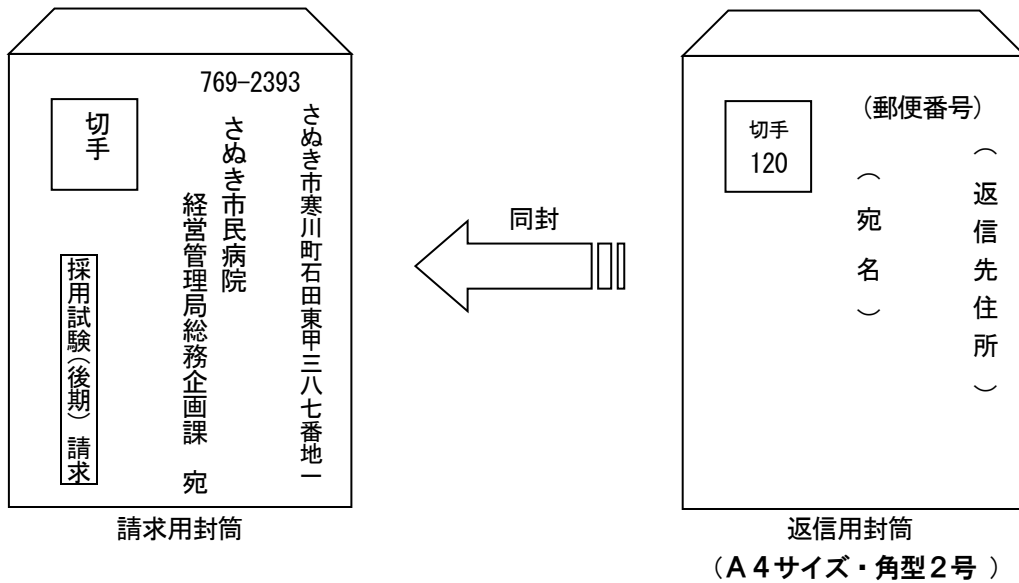 769-2393
さぬき市寒川町石田東甲三八七番地一
さぬき市民病院
経営管理局総務企画課　宛
切手
採用試験(後期)請求
請求用封筒
同封
(郵便番号)
(返信先住所)
(宛名)
切手
120
返信用封筒
(A4サイズ・角型2号)